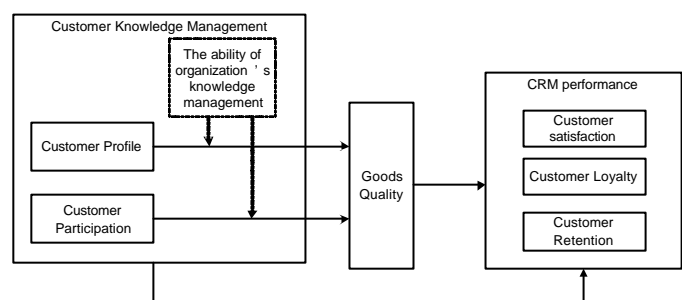 Customer Knowledge Management
The ability of
organization ' s
knowledge
management
Customer Profile
Customer
Participation
Goods
Quality
CRM performance
Customer
satisfaction
Customer Loyalty
Customer
Retention